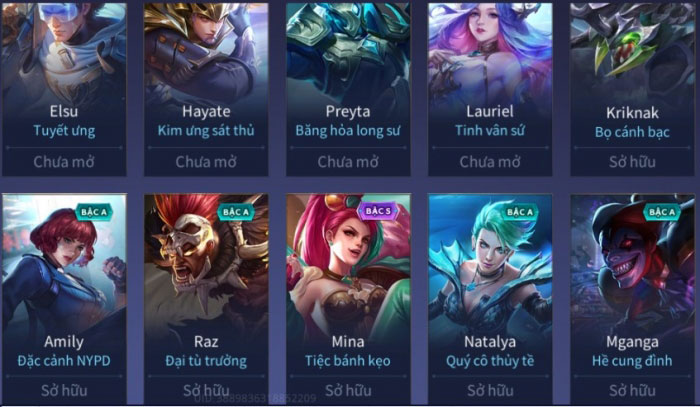 Elsu
Tuyết ưng
Chưa mở
Hayate
Kim ưng sát thủ
Chưa mở
Preyta
Băng hỏa long sư
Chưa mở
Lauriel
Tinh vân sứ
Chưa mở
Kriknak
Bọ cánh bạc
Sở hữu
BẬC A
Amily
Đặc cảnh NYPD
Sở hữu
BẬC A
Raz
Đại tù trưởng
Sở hữu
BẬC S
Mina
Tiệc bánh kẹo
Sở hữu
BẬC A
Natalya
Quý cô thủy tề
Sở hữu
BẬC A
Mganga
Hề cung đình
Sở hữu